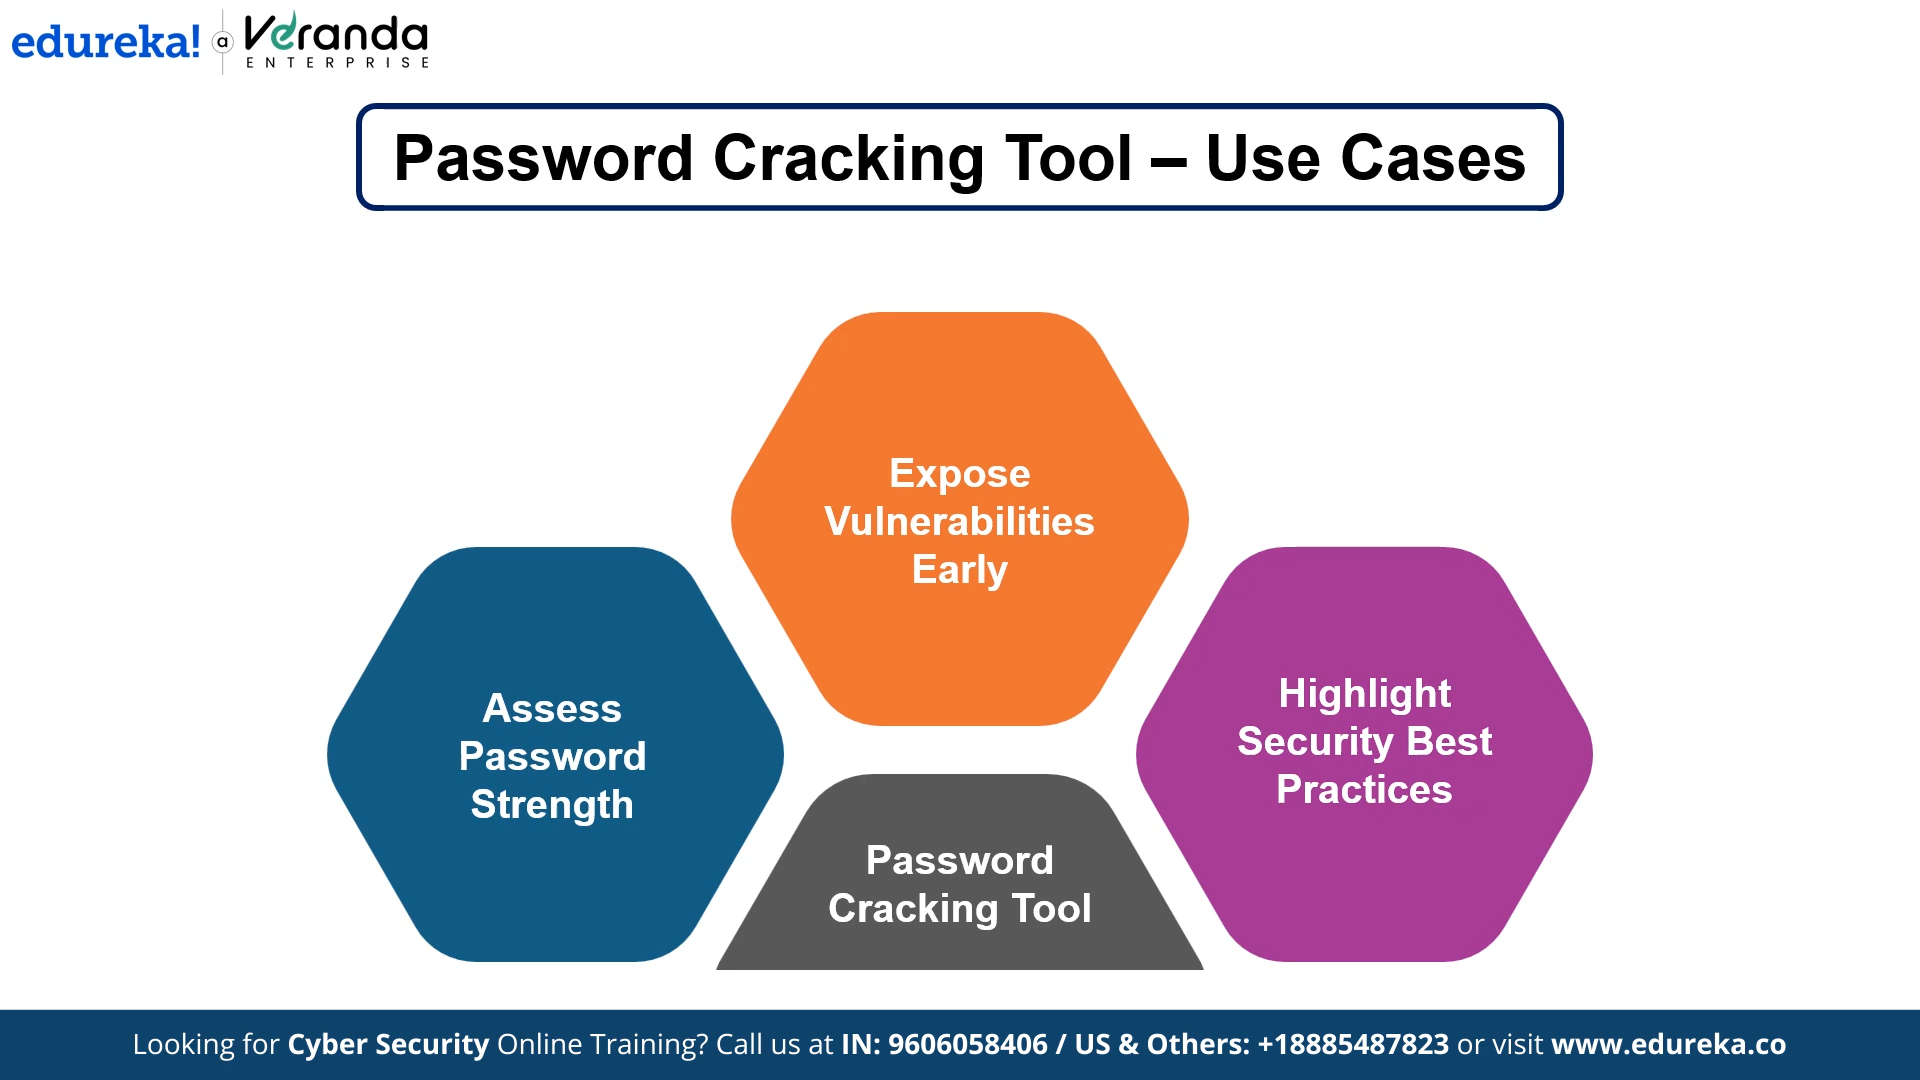 edureka! a Veranda
ENTERPRISE
Password Cracking Tool – Use Cases
Expose
Vulnerabilities
Early
Assess
Password
Strength
Highlight
Security Best
Practices
Password
Cracking Tool
Looking for Cyber Security Online Training? Call us at IN: 9606058406 / US & Others: +18885487823 or visit www.edureka.co